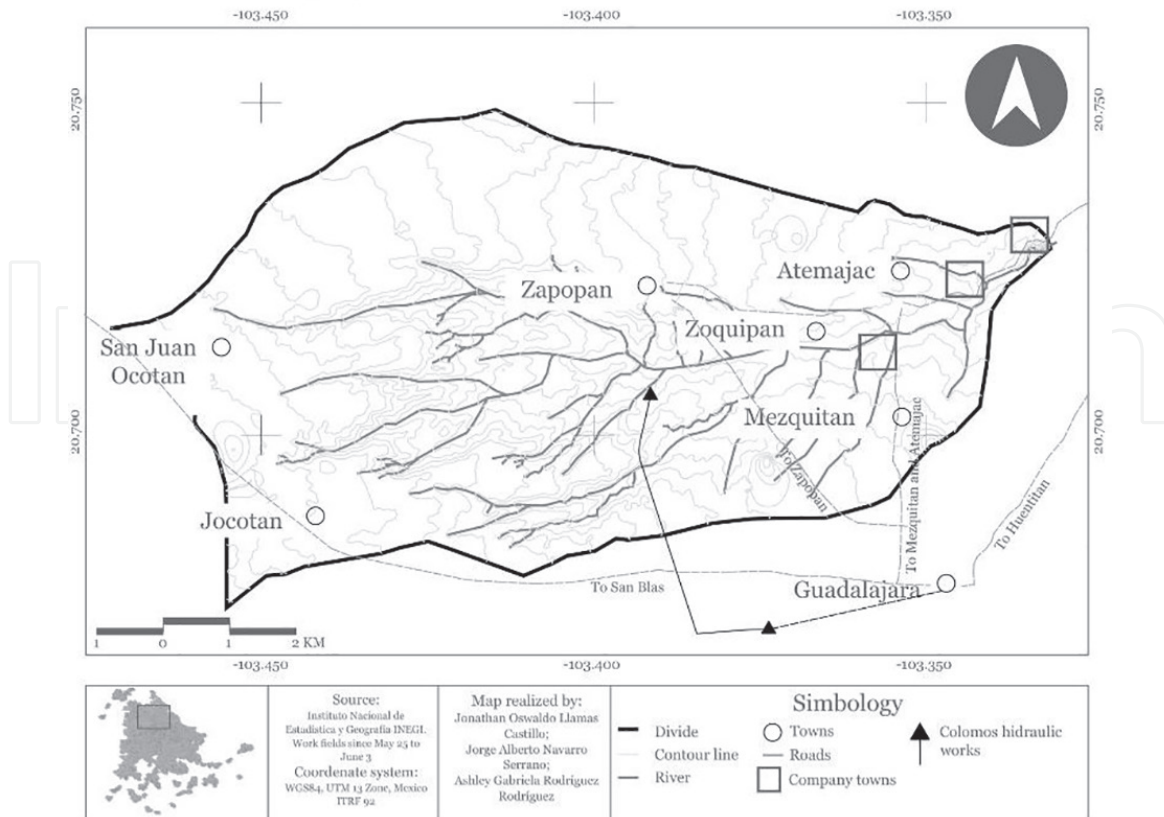 -103.450
-103.400
-103.350
20.750
20.750
Atemajac
Zapopan
Zoquipan
San Juan
Ocotan
Mezquitan
20.700
20.700
To Zapopan
To Mezquitan and Atemajac
Jocotan
To Huentitan
To San Blas
Guadalajara
1 0 1 2 KM
-103.450
-103.400
-103.350
Source:
Instituto Nacional de
Estadística y Geografía INEGI.
Work fields since May 25 to
June 3
Coordenate system:
WGS84, UTM 13 Zone, Mexico
ITRF 92
Map realized by:
Jonathan Oswaldo Llamas
Castillo;
Jorge Alberto Navarro
Serrano;
Ashley Gabriela Rodríguez
Rodríguez
Simbology
Divide
Contour line
River
Towns
Roads
Company towns
Colomos hidraulic
works